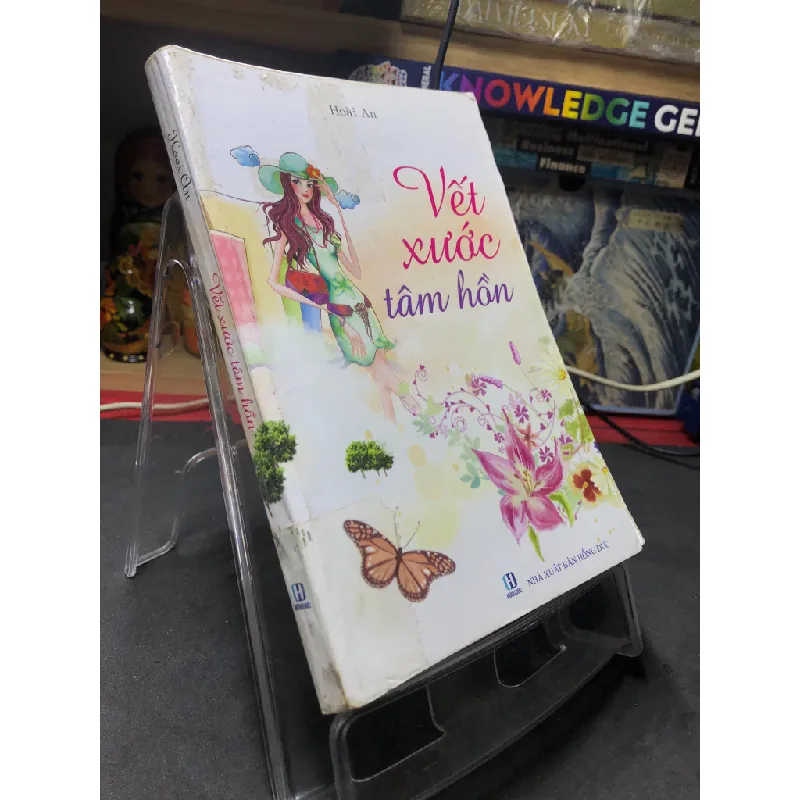 Hoài An
Vết
xước
tâm hồn
NHÀ XUẤT BẢN HỒNG ĐỨC
Hoài An
Vết xước tâm hồn
KNOWLEDGE GE
Business
Finance